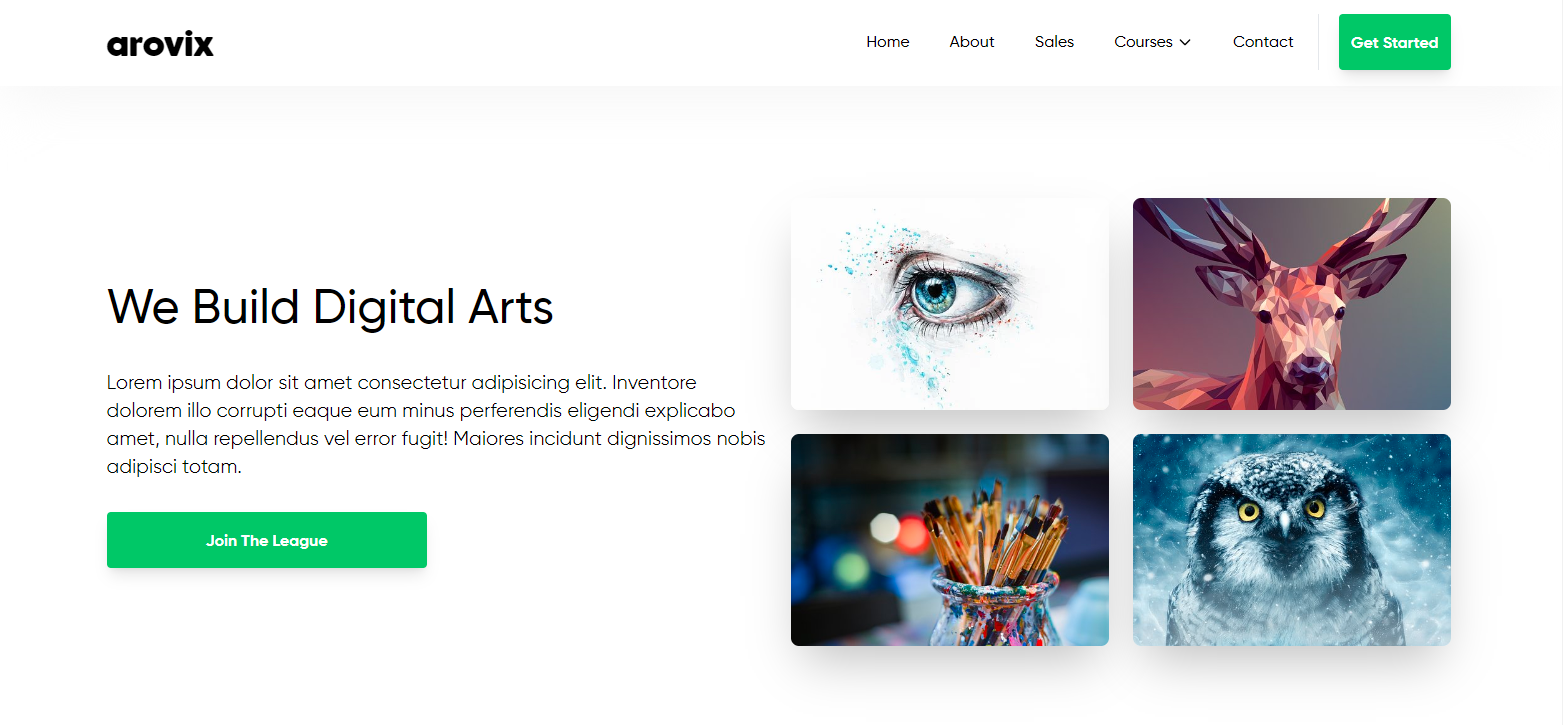 arovix
Home
About
Sales
Courses
Contact
Get Started
We Build Digital Arts
Lorem ipsum dolor sit amet consectetur adipisicing elit. Inventore
dolorem illo corrupti eaque eum minus perferendis eligendi explicabo
amet, nulla repellendus vel error fugit! Maiores incidunt dignissimos nobis
adipisci totam.
Join The League